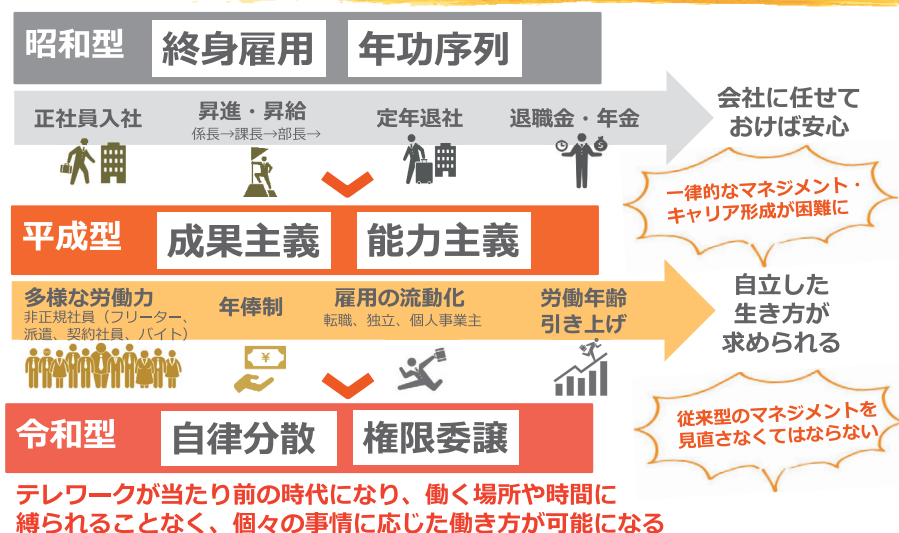 昭和型 終身雇用 年功序列
正社員入社
昇進・昇給
係長→課長→部長→
定年退社
退職金・年金
$
会社に任せて
おけば安心
一律的なマネジメント・
キャリア形成が困難に
平成型 成果主義 能力主義
多様な労働力
非正規社員（フリーター、
派遣、契約社員、バイト）
年俸制
¥
雇用の流動化
転職、独立、個人事業主
労働年齢
引き上げ
自立した
生き方が
求められる
従来型のマネジメントを
見直さなくてはならない
令和型 自律分散 権限委譲
テレワークが当たり前の時代になり、働く場所や時間に
縛られることなく、個々の事情に応じた働き方が可能になる